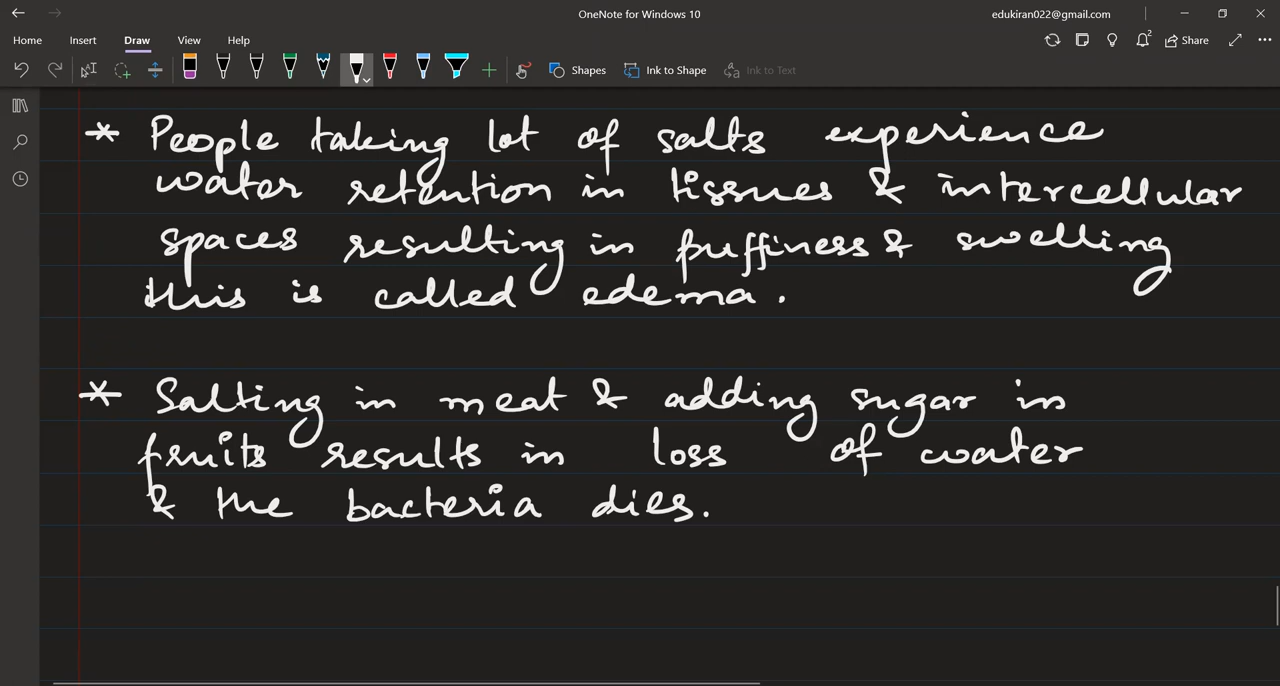 OneNote for Windows 10
edukiran022@gmail.com
Home Insert Draw View Help
2 Share
Shapes Ink to Shape Ink to Text
* People taking lot of salts experience
water retention in tissues & intercellular
spaces resulting in puffiness & swelling
this is called edema.
* Salting in meat & adding sugar in
fruits results in loss of water
& the bacteria dies.